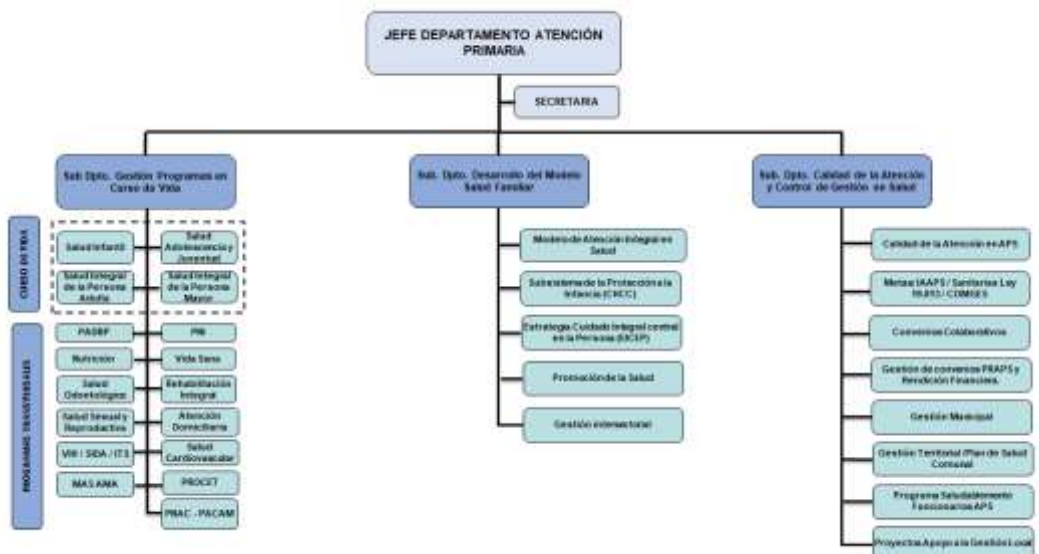 JEFE DEPARTAMENTO ATENCIÓN
PRIMARIA
SECRETARIA
Sub Dpto. Gestión Programas en
Curso de Vida
Sub. Dpto. Desarrollo del Modelo
Salud Familiar
Sub. Dpto. Calidad de la Atención
y Control de Gestión en Salud
CURSO DE VIDA
Salud Infantil
Salud
Adolescencia y
Juventud
Salud Integral
de la Persona
Adulta
Salud Integral
de la Persona
Mayor
PROGRAMAS TRANSVERSALES
PADBP
PNI
Nutrición
Vida Sana
Salud
Odontológica
Rehabilitación
Integral
Salud Sexual y
Reproductiva
Atención
Domiciliaria
VIH / SIDA / ITS
Salud
Cardiovascular
MAS AMA
PROCET
PNAC - PACAM
Modelo de Atención Integral en
Salud
Subsistema de la Protección a la
Infancia (CHCC)
Estrategia Cuidado Integral
en la Persona (ECICEP)
Promoción de la Salud
Gestión intersectorial
Calidad de la Atención en APS
Metas IAAPS / Sanitarias Ley
19.813 / COMGES
Convenios Colaborativos
Gestión de convenios PRAPS y
Rendición Financiera.
Gestión Municipal
Gestión Territorial /Plan de Salud
Comunal
Programa
Funcionarios APS
Proyectos Apoyo a la Gestión Local